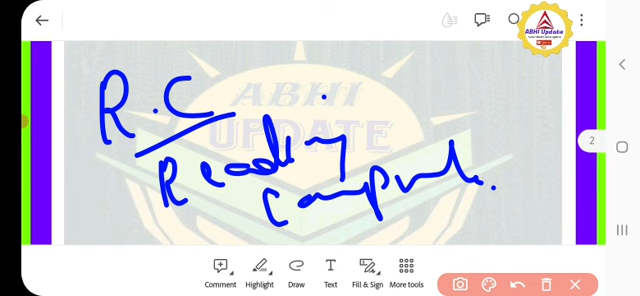 ABHI Update
2
ABHI
UPDATE
R.C
Reading
Comment
Highlight
Draw
Text
Fill & Sign
More tools